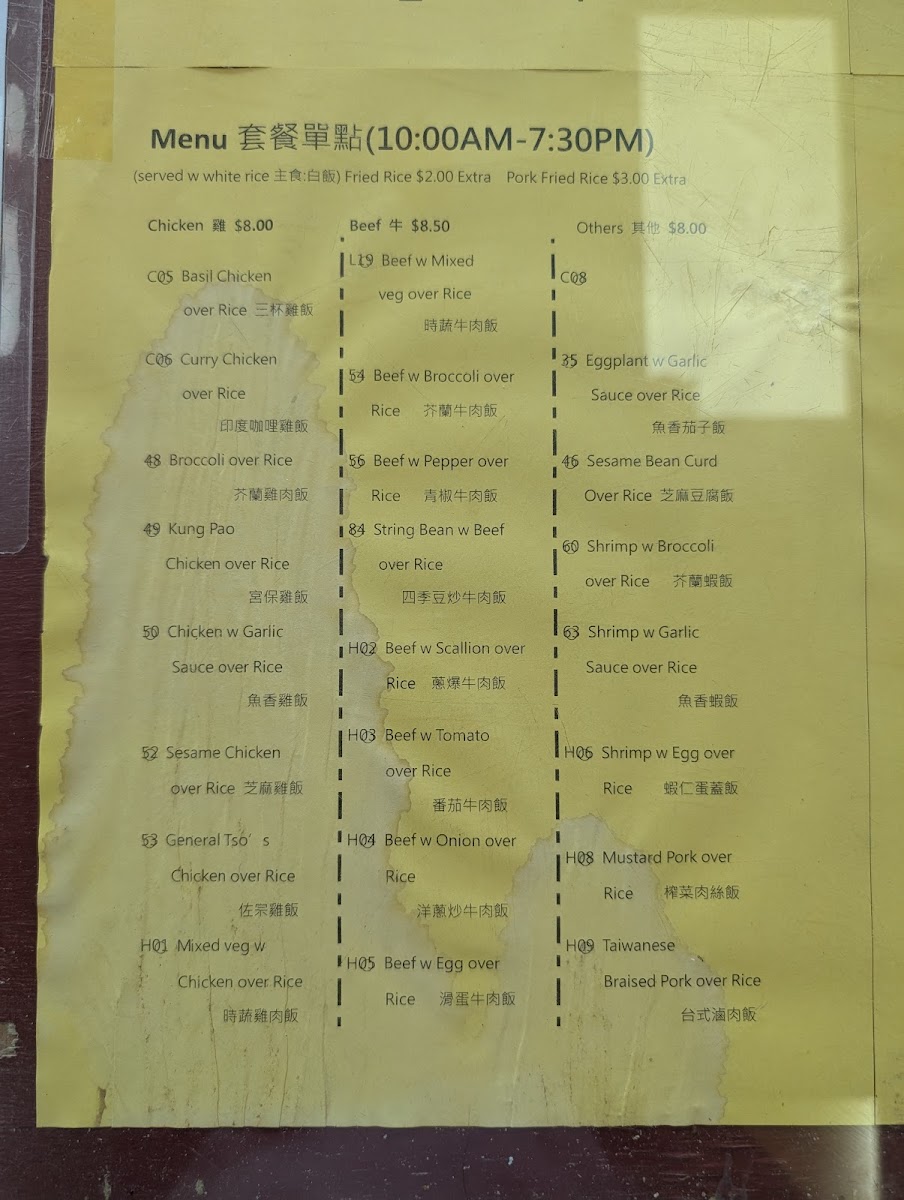 Menu 套餐單點(10:00AM-7:30PM)
(served w white rice 主食:白飯) Fried Rice $2.00 Extra Pork Fried Rice $3.00 Extra
Chicken 雞 $8.00
C05 Basil Chicken
over Rice 三杯雞飯
C06 Curry Chicken
over Rice
印度咖哩雞飯
48 Broccoli over Rice
芥蘭雞肉飯
49 Kung Pao
Chicken over Rice
宮保雞飯
50 Chicken w Garlic
Sauce over Rice
魚香雞飯
52 Sesame Chicken
over Rice 芝麻雞飯
53 General Tso's
Chicken over Rice
佐宗雞飯
H01 Mixed veg w
Chicken over Rice
時蔬雞肉飯
Beef 牛 $8.50
L19 Beef w Mixed
veg over Rice
時蔬牛肉飯
54 Beef w Broccoli over
Rice 芥蘭牛肉飯
56 Beef w Pepper over
Rice 青椒牛肉飯
84 String Bean w Beef
over Rice
四季豆炒牛肉飯
H02 Beef w Scallion over
Rice 蔥爆牛肉飯
H03 Beef w Tomato
over Rice
番茄牛肉飯
H04 Beef w Onion over
Rice
洋蔥炒牛肉飯
H05 Beef w Egg over
Rice 滑蛋牛肉飯
Others 其他 $8.00
C08
35 Eggplant w Garlic
Sauce over Rice
魚香茄子飯
46 Sesame Bean Curd
Over Rice 芝麻豆腐飯
60 Shrimp w Broccoli
over Rice 芥蘭蝦飯
63 Shrimp w Garlic
Sauce over Rice
魚香蝦飯
H06 Shrimp w Egg over
Rice 蝦仁蛋蓋飯
H08 Mustard Pork over
Rice 榨菜肉絲飯
H09 Taiwanese
Braised Pork over Rice
台式滷肉飯